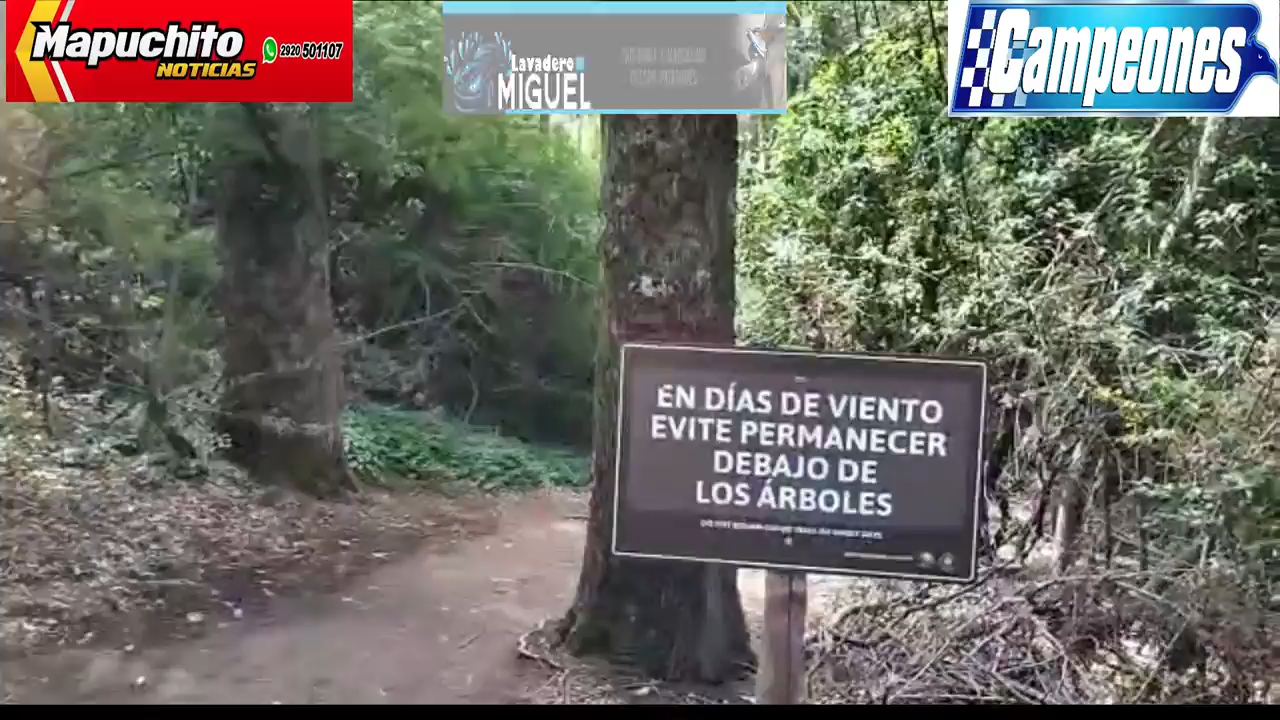 Mapuchito
NOTICIAS
2920 501107
Lavadero
MIGUEL
Campeones
EN DÍAS DE VIENTO
EVITE PERMANECER
DEBAJO DE
LOS ÁRBOLES